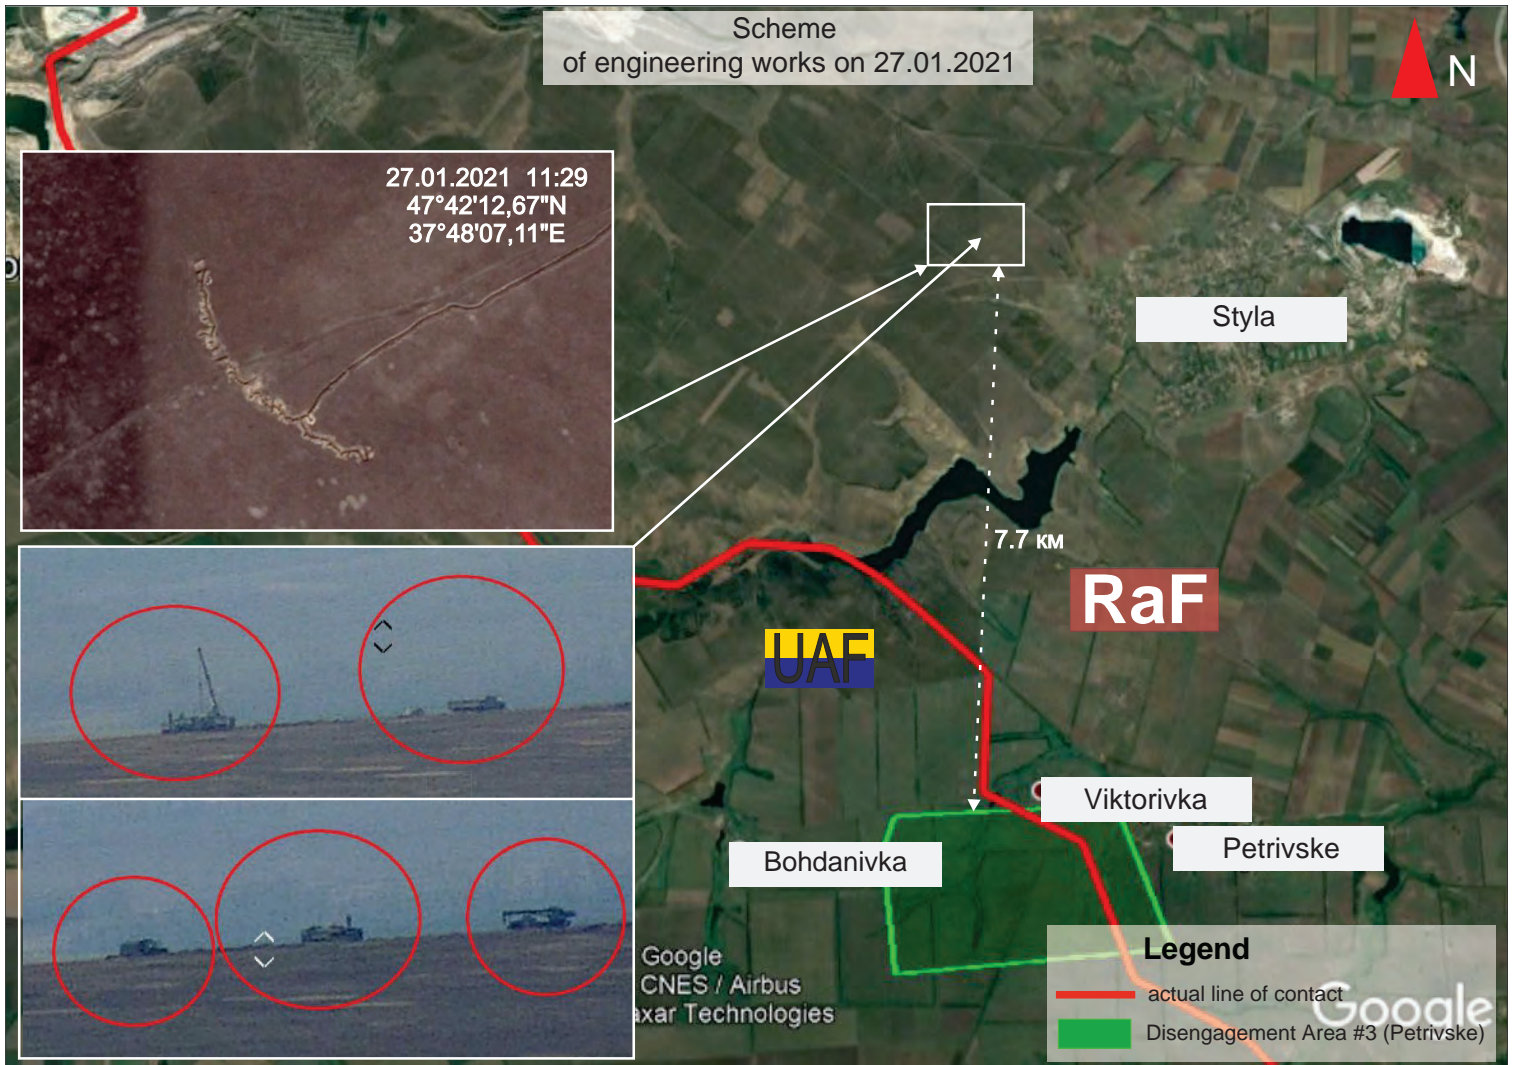 Scheme
of engineering works on 27.01.2021
N
27.01.2021 11:29
47°42'12,67"N
37°48'07,11"E
Styla
7.7 км
RaF
UAF
Viktorivka
Petrivske
Bohdanivka
Google
CNES / Airbus
axar Technologies
Legend
actual line of contact
Disengagement Area #3 (Petrivske)
Google